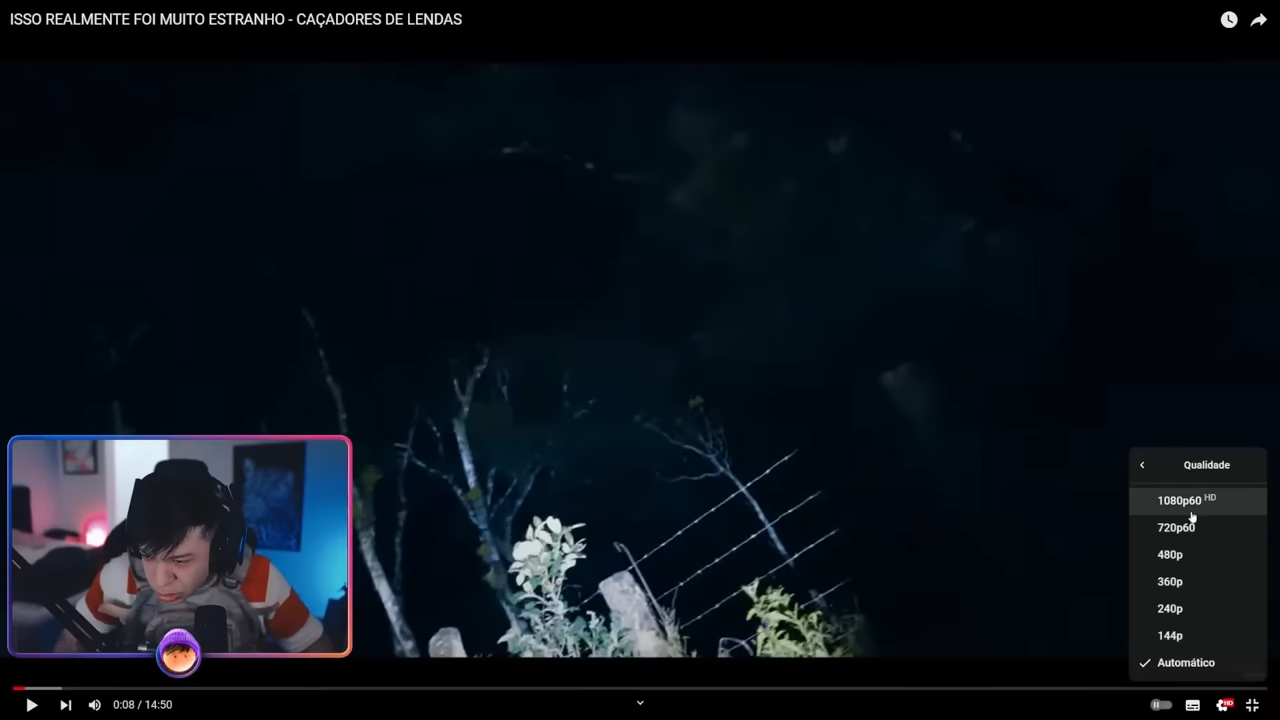 ISSO REALMENTE FOI MUITO ESTRANHO - CAÇADORES DE LENDAS
Qualidade
1080p60 HD
720p60
480p
360p
240p
144p
Automático
0:08 / 14:50
HD